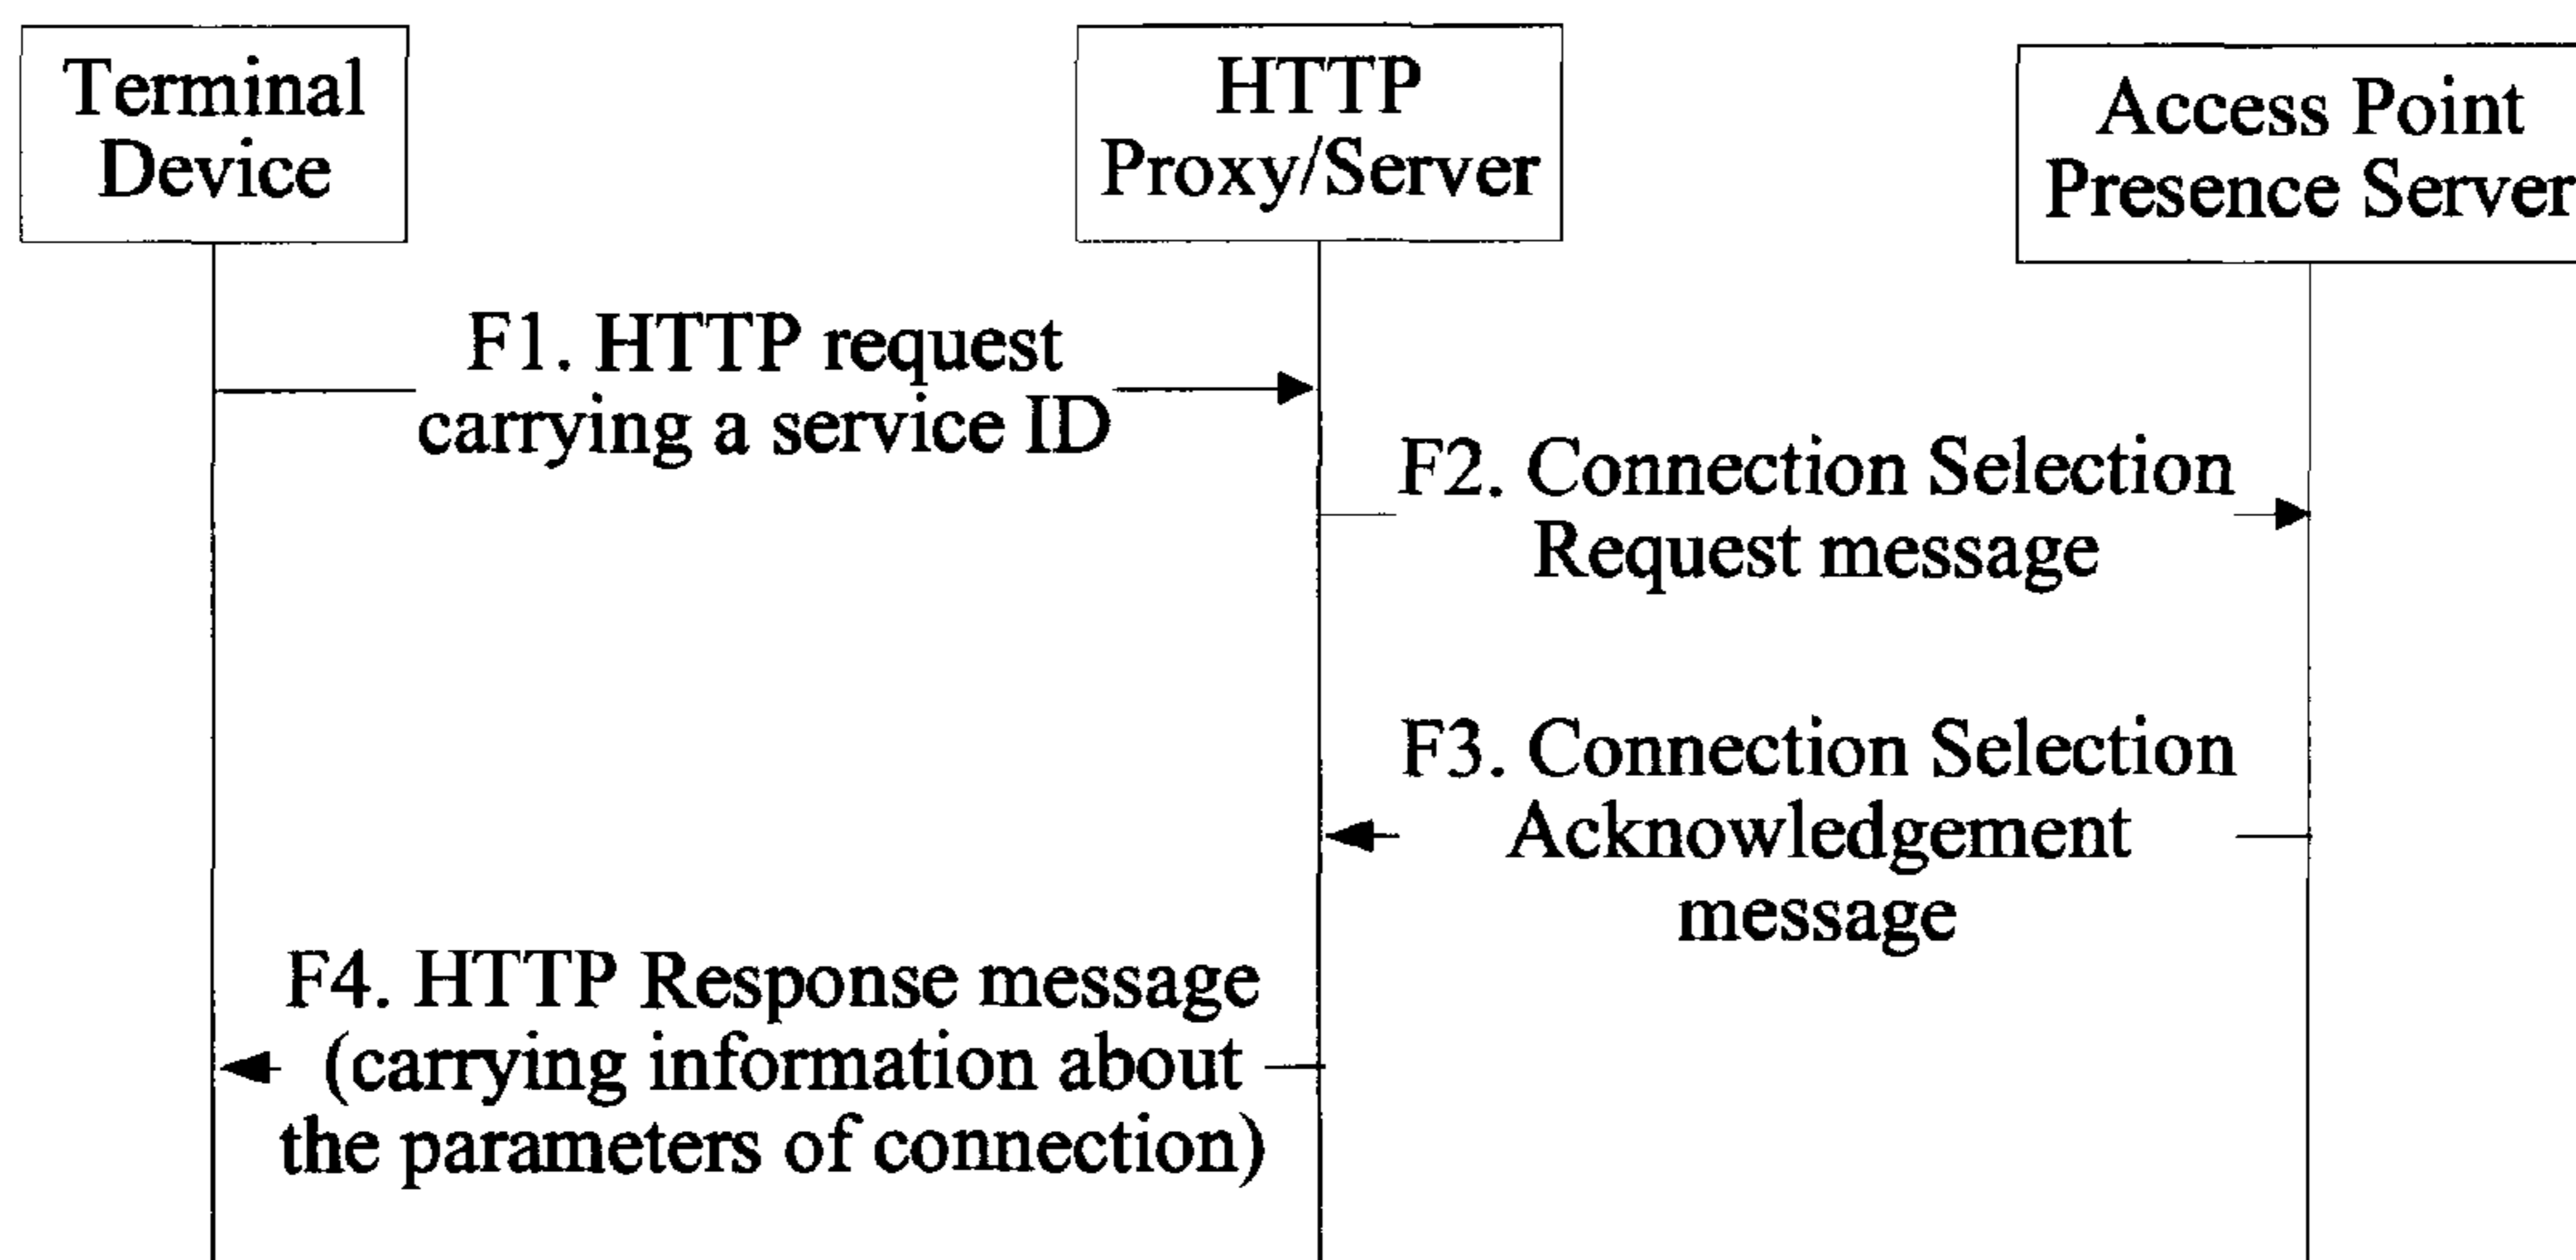 Terminal
Device
HTTP
Proxy/Server
Access Point
Presence Server
F1. HTTP request
carrying a service ID
F2. Connection Selection
Request message
F3. Connection Selection
Acknowledgement
message
F4. HTTP Response message
(carrying information about
the parameters of connection)